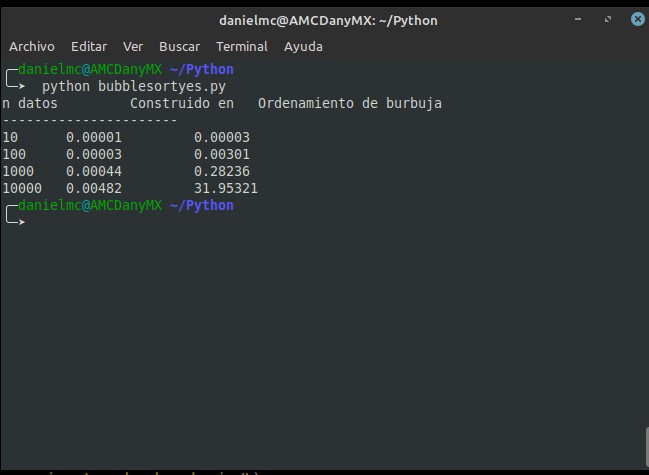 danielmc@AMCDanyMX: ~/Python
Archivo Editar Ver Buscar Terminal Ayuda
danielmc@AMCDanyMX ~/Python
python bubblesortyes.py
n datos Construido en Ordenamiento de burbuja
----------------------
10 0.00001 0.00003
100 0.00003 0.00301
1000 0.00044 0.28236
10000 0.00482 31.95321
danielmc@AMCDanyMX ~/Python